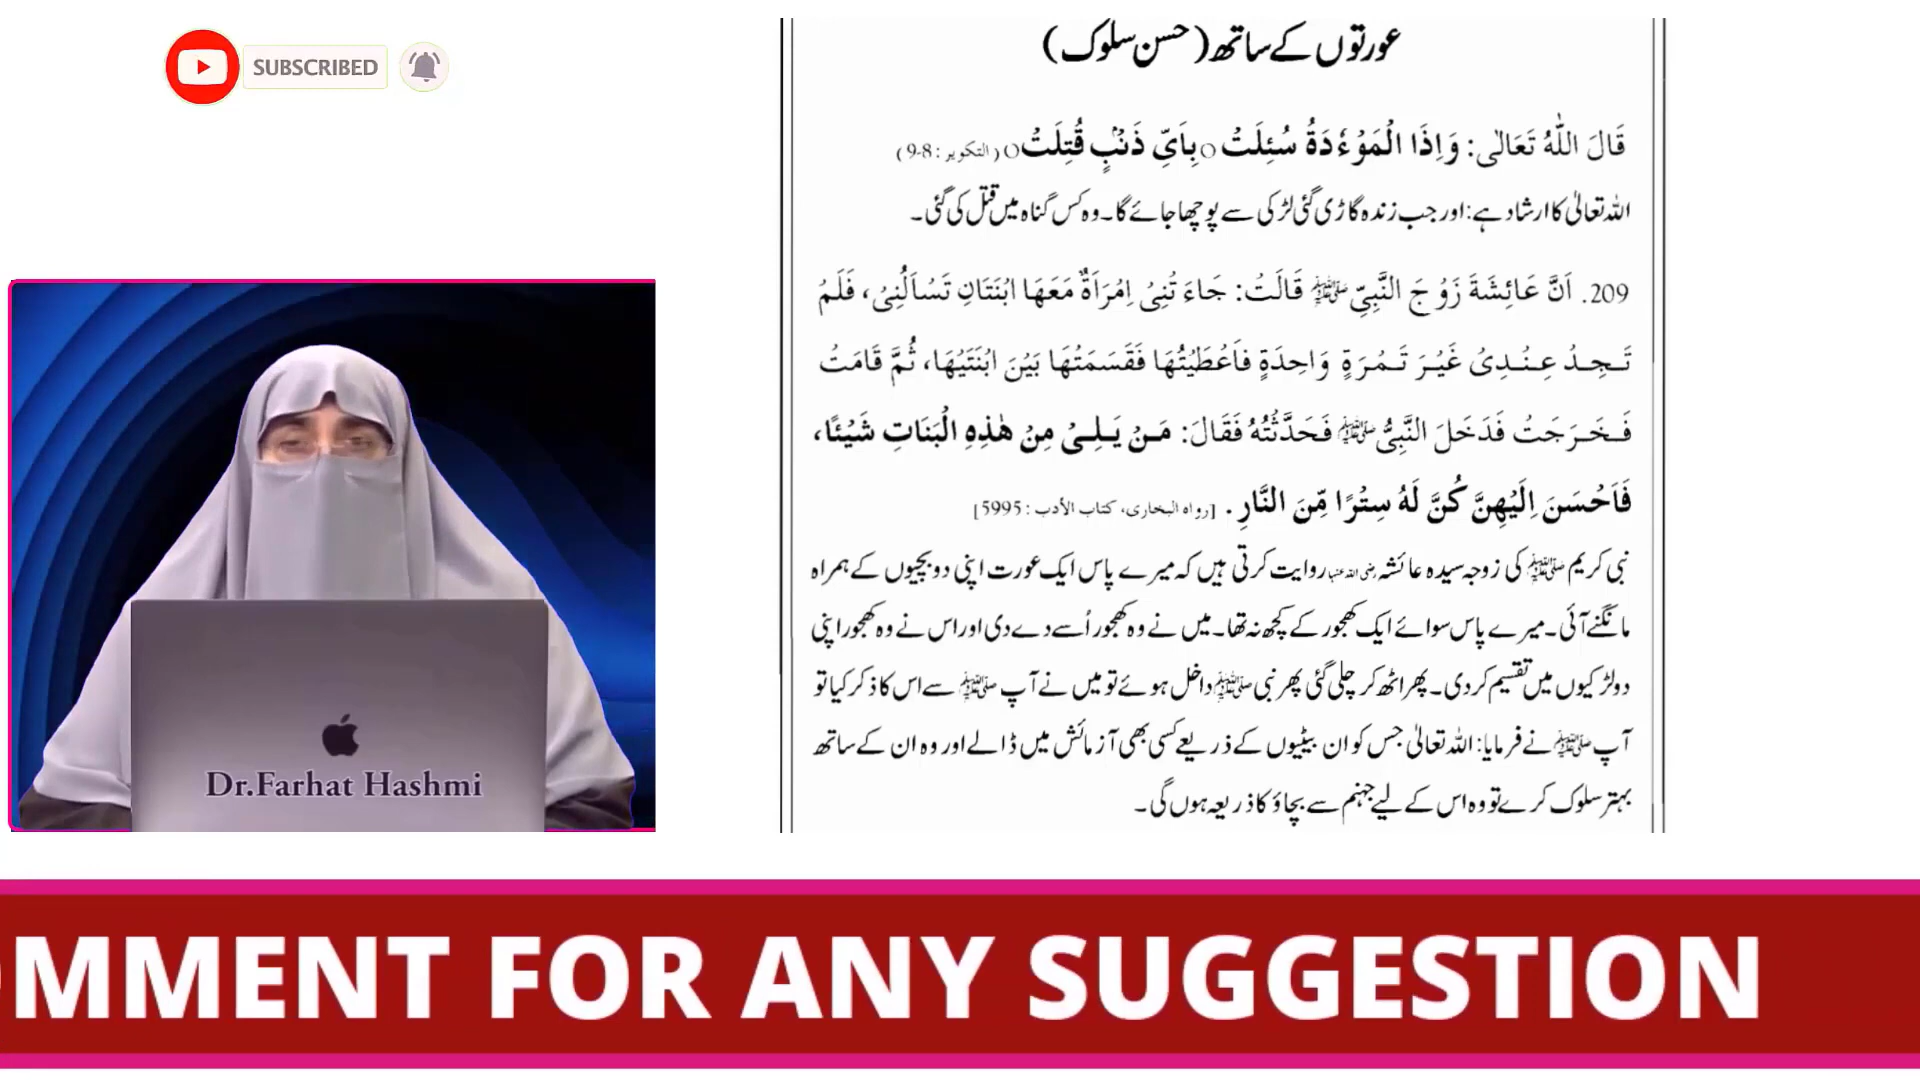 SUBSCRIBED
عورتوں کے ساتھ (حسن سلوک)
قَالَ اللّٰهُ تَعَالٰى: وَاِذَا الْمَوْءٗدَةُ سُئِلَتْ○بِاَيِّ ذَنْۢبٍ قُتِلَتْ○ (التكوير: 8-9)
اللہ تعالیٰ کا ارشاد ہے: اور جب زندہ گاڑی گئی لڑکی سے پوچھا جائے گا۔ وہ کس گناہ میں قتل کی گئی۔
209. اَنَّ عَائِشَةَ زَوْجَ النَّبِيِّ ﷺ قَالَتْ: جَاءَ تْنِىْ اِمْرَاَةٌ مَعَهَا ابْنَتَانِ تَسْاَلُنِىْ، فَلَمْ
تَجِدْ عِنْدِىْ غَيْرَ تَمْرَةٍ وَاحِدَةٍ فَاَعْطَيْتُهَا فَقَسَمَتْهَا بَيْنَ ابْنَتَيْهَا، ثُمَّ قَامَتْ
فَخَرَجَتْ فَدَخَلَ النَّبِىُّ ﷺ فَحَدَّثْتُهُ فَقَالَ: مَنْ يَلِىْ مِنْ هٰذِهِ الْبَنَاتِ شَيْئًا،
فَاَحْسَنَ اِلَيْهِنَّ كُنَّ لَهُ سِتْرًا مِّنَ النَّارِ. [رواه البخارى، كتاب الأدب: 5995]
نبی کریم ﷺ کی زوجہ سیدہ عائشہ رضی اللہ عنہا روایت کرتی ہیں کہ میرے پاس ایک عورت اپنی دو بچیوں کے ہمراہ
مانگنے آئی۔ میرے پاس سوائے ایک کھجور کے کچھ نہ تھا۔ میں نے وہ کھجور اُسے دے دی اور اس نے وہ کھجور اپنی
دو لڑکیوں میں تقسیم کر دی۔ پھر اٹھ کر چلی گئی پھر نبی ﷺ داخل ہوئے تو میں نے آپ ﷺ سے اس کا ذکر کیا تو
آپ ﷺ نے فرمایا: اللہ تعالیٰ جس کو ان بیٹیوں کے ذریعے کسی بھی آزمائش میں ڈالے اور وہ ان کے ساتھ
بہتر سلوک کرے تو وہ اس کے لیے جہنم سے بچاؤ کا ذریعہ ہوں گی۔
Dr.Farhat Hashmi
OMMENT FOR ANY SUGGESTION